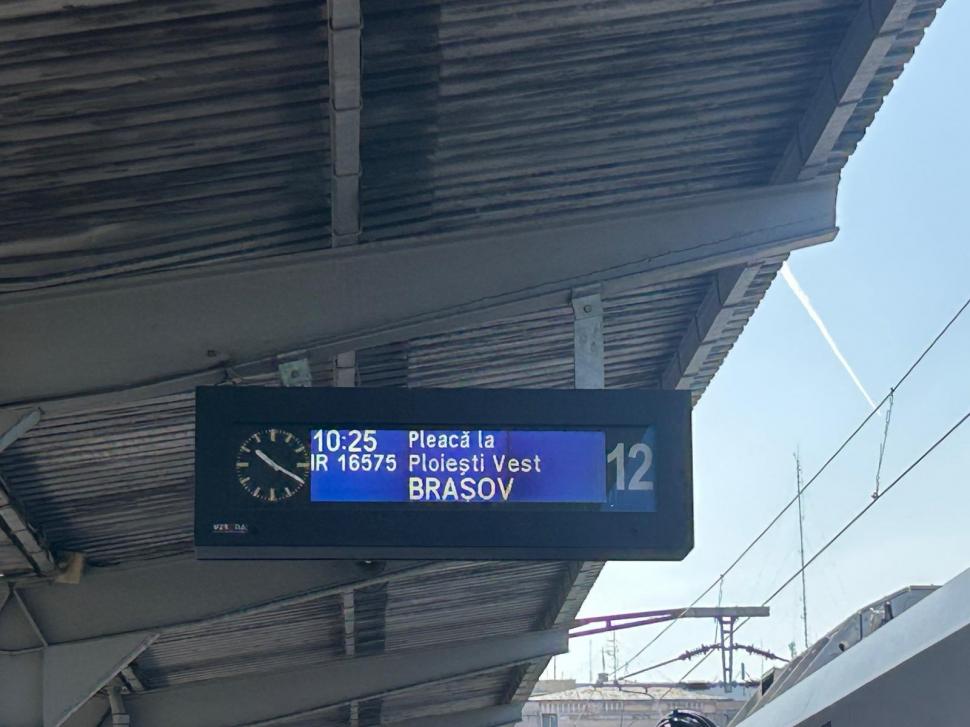 10:25 Pleacă la
IR 16575 Ploiești Vest
BRAȘOV
12